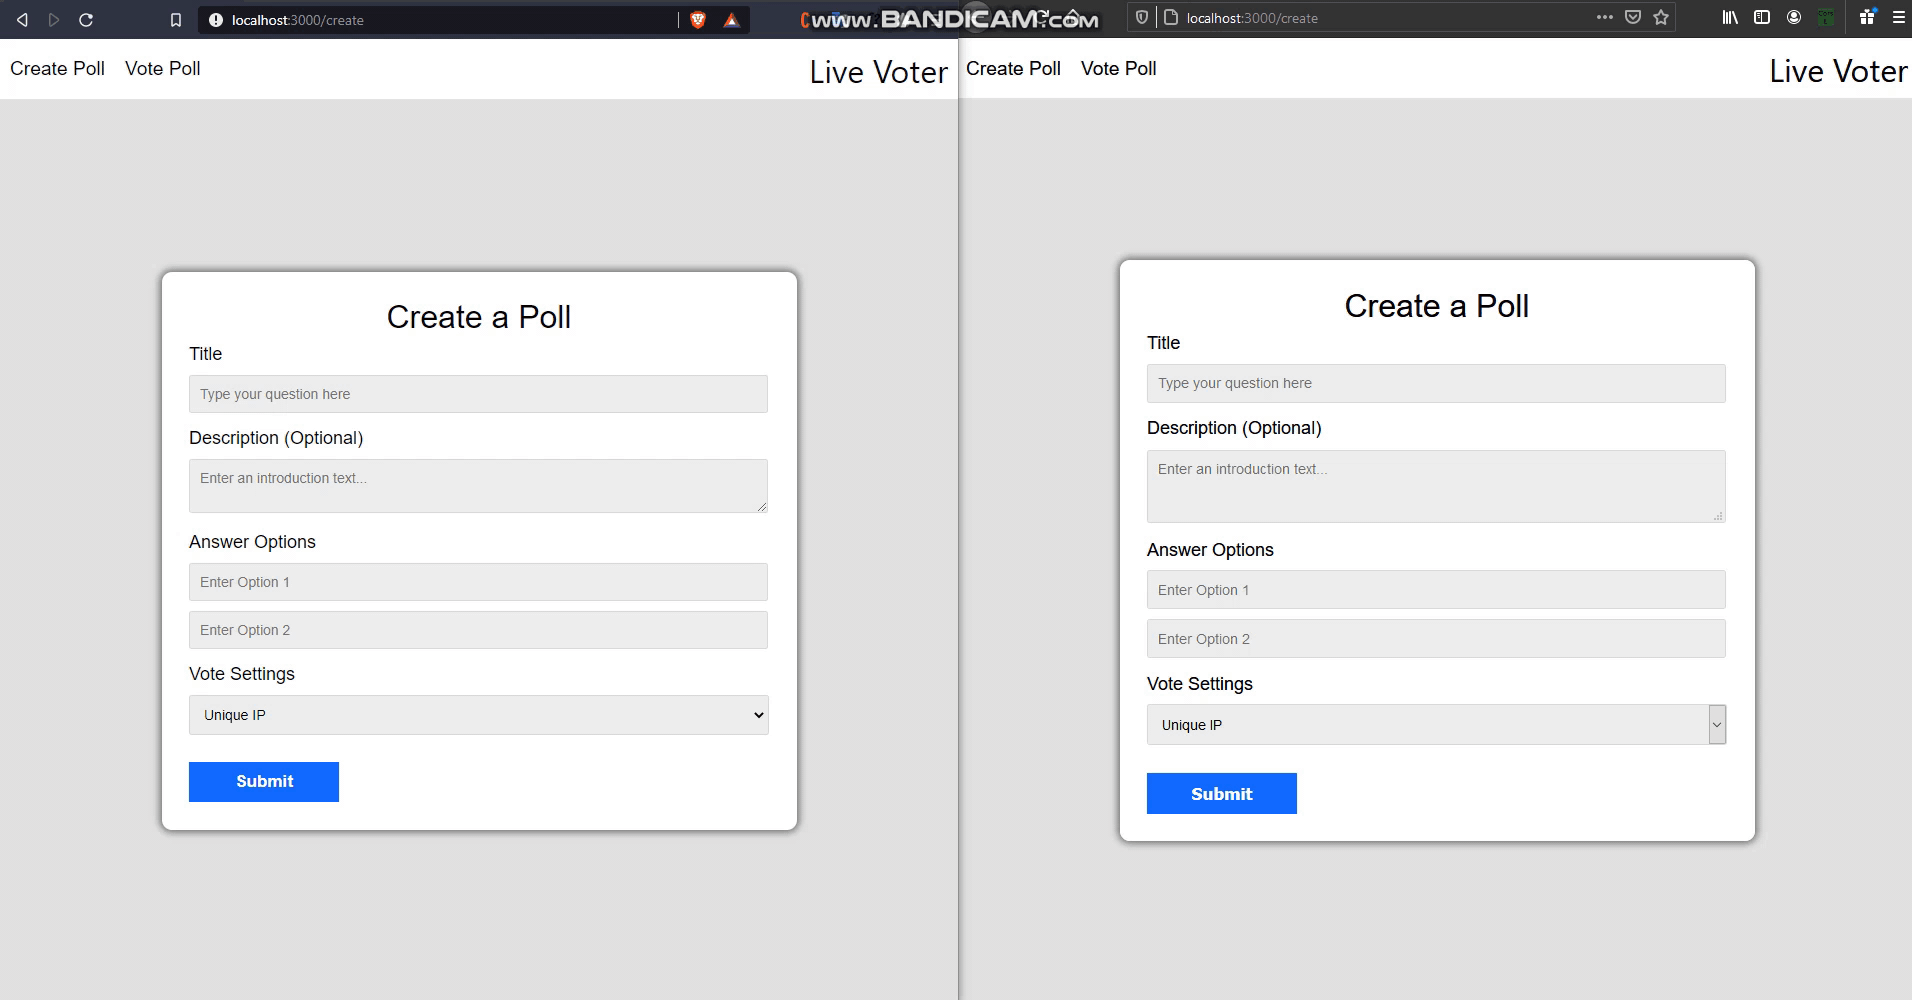 localhost:3000/create
www.BANDICAM.com
localhost:3000/create
Create Poll Vote Poll Live Voter
Create a Poll
Title
Type your question here
Description (Optional)
Enter an introduction text...
Answer Options
Enter Option 1
Enter Option 2
Vote Settings
Unique IP
Submit
Create Poll Vote Poll Live Voter
Create a Poll
Title
Type your question here
Description (Optional)
Enter an introduction text...
Answer Options
Enter Option 1
Enter Option 2
Vote Settings
Unique IP
Submit